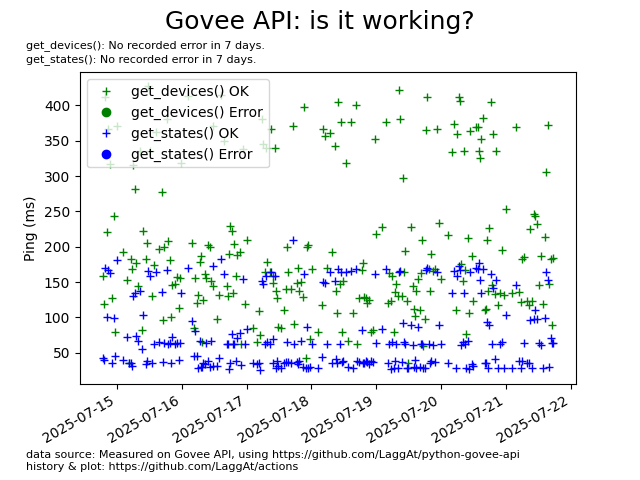 Govee API: is it working?
get_devices(): No recorded error in 7 days.
get_states(): No recorded error in 7 days.
get_devices() OK
get_devices() Error
get_states() OK
get_states() Error
Ping (ms)
400
350
300
250
200
150
100
50
2025-07-15
2025-07-16
2025-07-17
2025-07-18
2025-07-19
2025-07-20
2025-07-21
2025-07-22
data source: Measured on Govee API, using https://github.com/LaggAt/python-govee-api
history & plot: https://github.com/LaggAt/actions